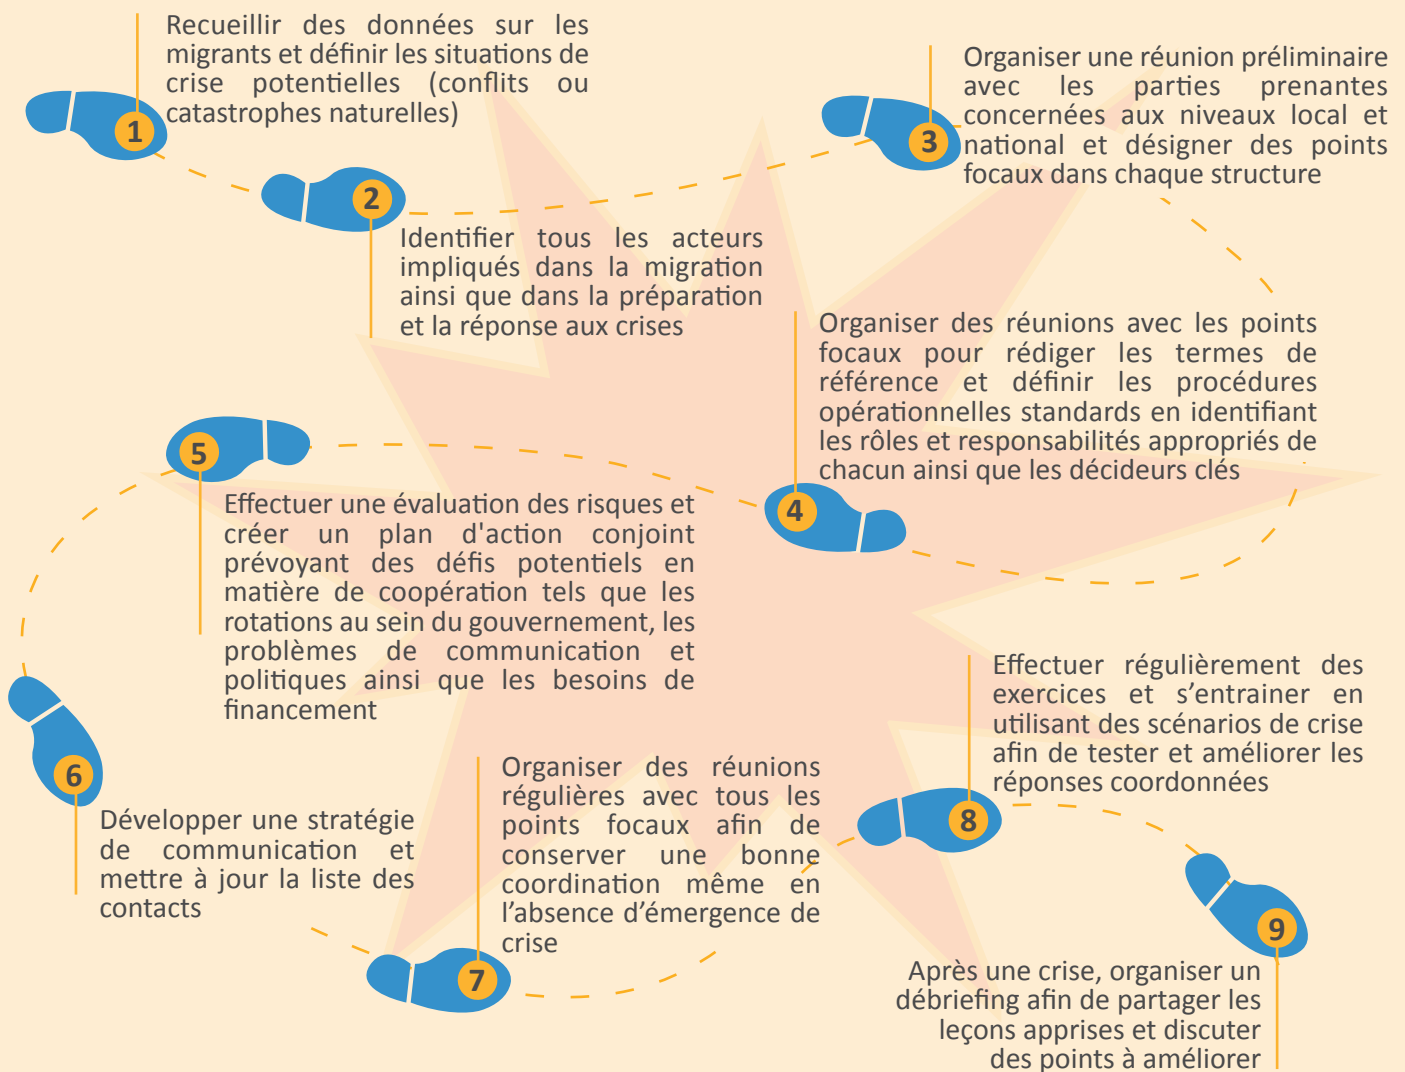 1
Recueillir des données sur les
migrants et définir les situations de
crise potentielles (conflits ou
catastrophes naturelles)
2
Identifier tous les acteurs
impliqués dans la migration
ainsi que dans la préparation
et la réponse aux crises
3
Organiser une réunion préliminaire
avec les parties prenantes
concernées aux niveaux local et
national et désigner des points
focaux dans chaque structure
4
Organiser des réunions avec les points
focaux pour rédiger les termes de
référence et définir les procédures
opérationnelles standards en identifiant
les rôles et responsabilités appropriés de
chacun ainsi que les décideurs clés
5
Effectuer une évaluation des risques et
créer un plan d'action conjoint
prévoyant des défis potentiels en
matière de coopération tels que les
rotations au sein du gouvernement, les
problèmes de communication et
politiques ainsi que les besoins de
financement
6
Développer une stratégie
de communication et
mettre à jour la liste des
contacts
7
Organiser des réunions
régulières avec tous les
points focaux afin de
conserver une bonne
coordination même en
l’absence d’émergence de
crise
8
Effectuer régulièrement des
exercices et s’entrainer en
utilisant des scénarios de crise
afin de tester et améliorer les
réponses coordonnées
9
Après une crise, organiser un
débriefing afin de partager les
leçons apprises et discuter
des points à améliorer